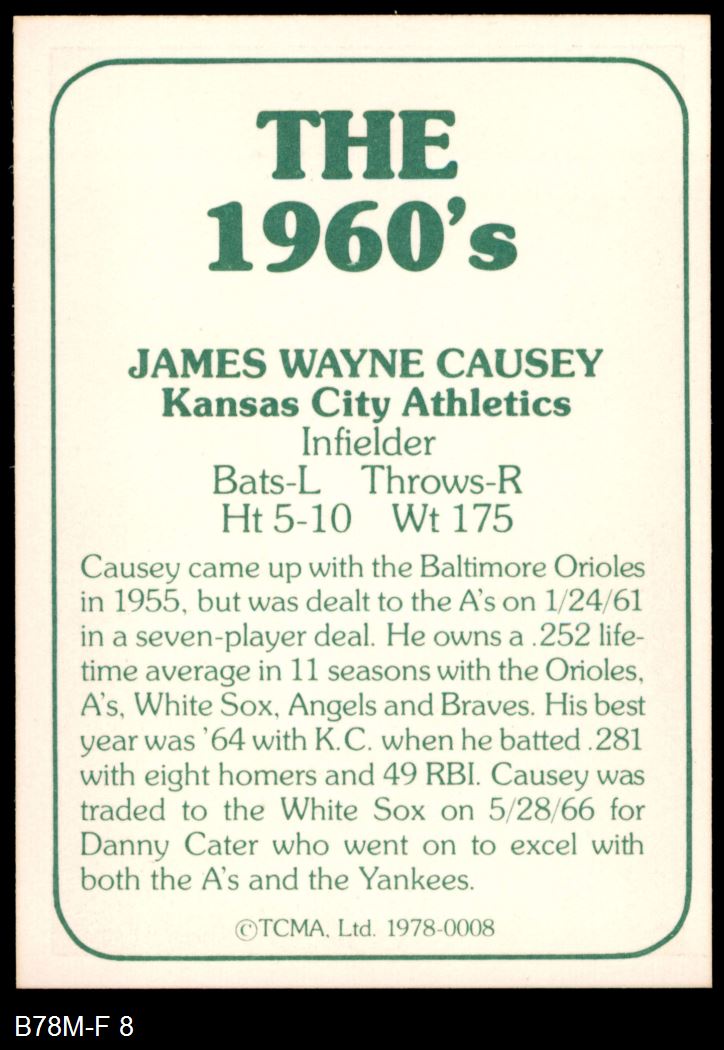 THE
1960's
JAMES WAYNE CAUSEY
Kansas City Athletics
Infielder
Bats-L Throws-R
Ht 5-10 Wt 175
Causey came up with the Baltimore Orioles
in 1955, but was dealt to the A's on 1/24/61
in a seven-player deal. He owns a .252 life-
time average in 11 seasons with the Orioles,
A's, White Sox, Angels and Braves. His best
year was '64 with K.C. when he batted .281
with eight homers and 49 RBI. Causey was
traded to the White Sox on 5/28/66 for
Danny Cater who went on to excel with
both the A's and the Yankees.
©TCMA, Ltd. 1978-0008
B78M-F 8